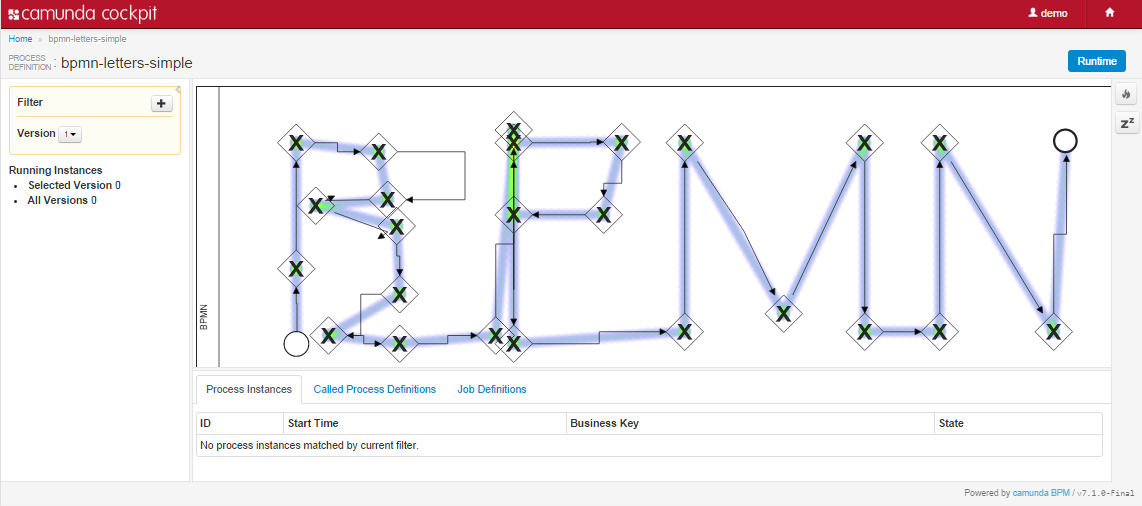 camunda cockpit
demo
Home » bpmn-letters-simple
PROCESS DEFINITION - bpmn-letters-simple
Runtime
Filter
+
Version 1
Running Instances
Selected Version 0
All Versions 0
BPMN
X X X X X X X X X X X X X X X X X X X X X X X X
zz
Process Instances Called Process Definitions Job Definitions
ID Start Time Business Key State
No process instances matched by current filter.
Powered by camunda BPM / v7.1.0-Final